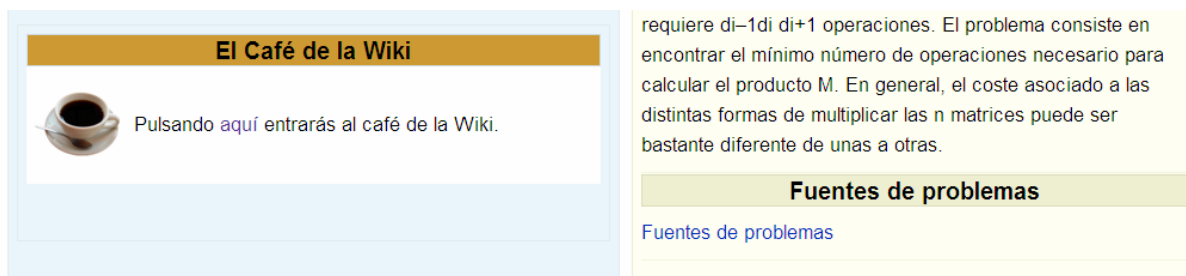 El Café de la Wiki
Pulsando aquí entrarás al café de la Wiki.
requiere di–1di di+1 operaciones. El problema consiste en
encontrar el mínimo número de operaciones necesario para
calcular el producto M. En general, el coste asociado a las
distintas formas de multiplicar las n matrices puede ser
bastante diferente de unas a otras.
Fuentes de problemas
Fuentes de problemas